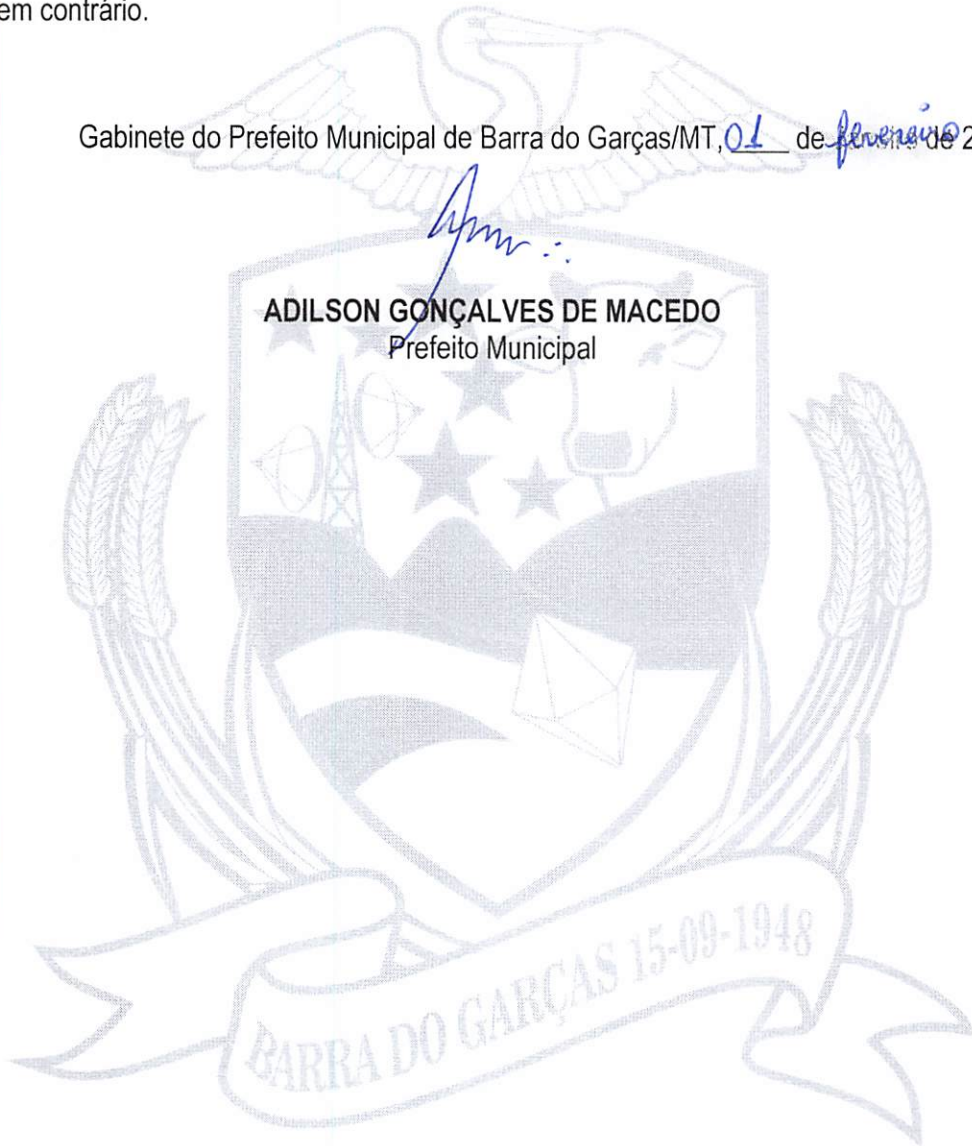 em contrário.
Gabinete do Prefeito Municipal de Barra do Garças/MT, 01 de fevereiro de 2
ADILSON GONÇALVES DE MACEDO
Prefeito Municipal
BARRA DO GARÇAS 15-09-1948